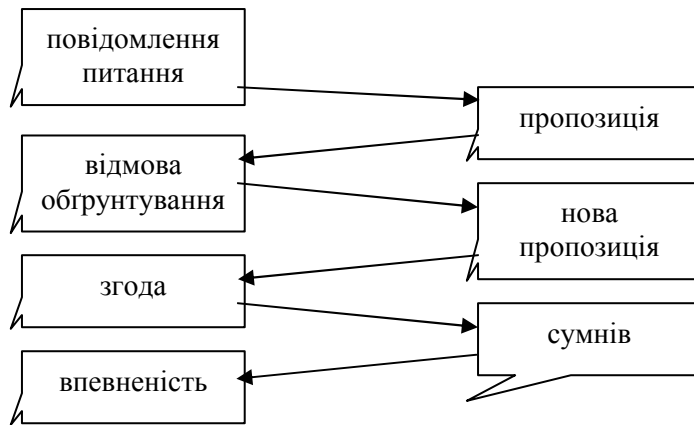 повідомлення
питання
пропозиція
відмова
обґрунтування
нова
пропозиція
згода
сумнів
впевненість